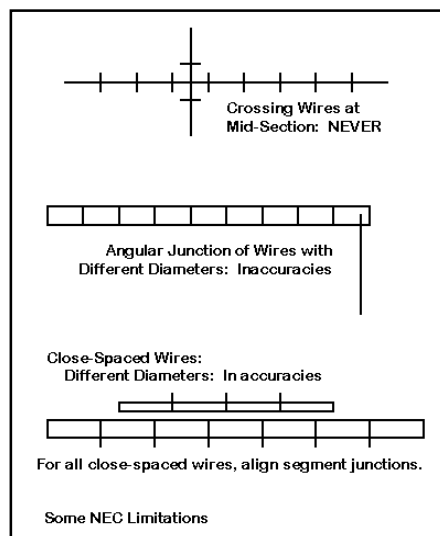 Crossing Wires at
Mid-Section: NEVER
Angular Junction of Wires with
Different Diameters: Inaccuracies
Close-Spaced Wires:
Different Diameters: In accuracies
For all close-spaced wires, align segment junctions.
Some NEC Limitations